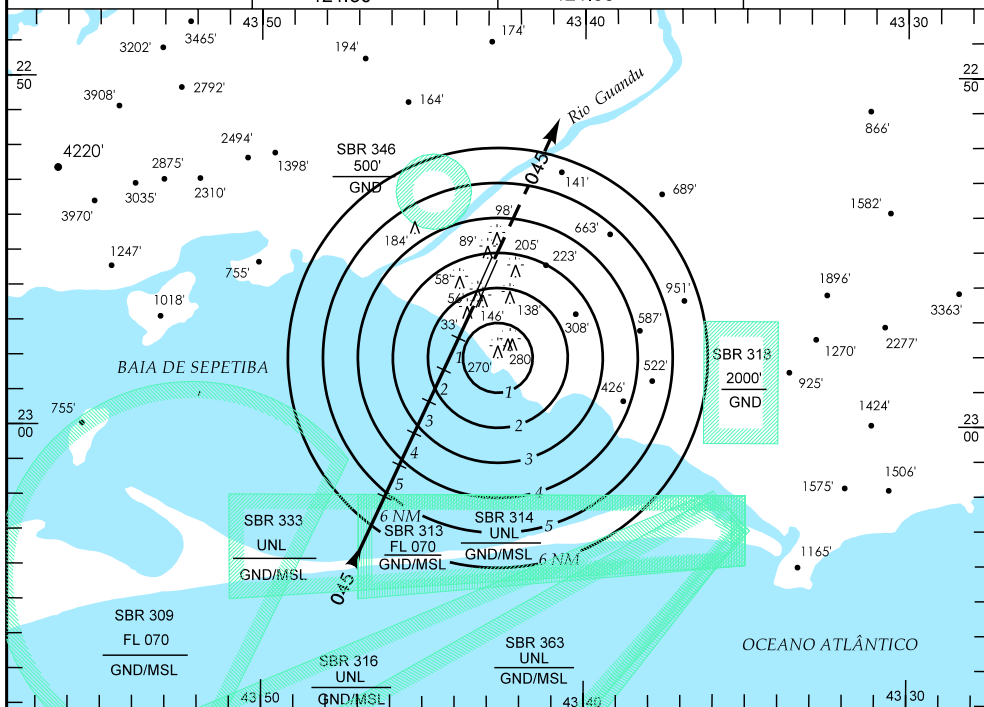 43 50
43 40
43 30
174'
3465'
3202'
194'
22
50
22
50
2792'
3908'
164'
Rio Guandu
866'
2494'
4220'
SBR 346
500'
GND
2875'
1398'
045
141'
3035'
2310'
689'
3970'
1582'
98'
184'
89'
205'
663'
1247'
223'
755'
58'
1896'
951'
3363'
1018'
56'
138'
146'
33'
308'
587'
2277'
1
280
SBR 318
2000'
GND
1270'
BAIA DE SEPETIBA
270'
522'
925'
2
1
426'
755'
3
1424'
23
00
2
23
00
4
3
5
1506'
1575'
4
6 NM
SBR 333
UNL
GND/MSL
SBR 313
FL 070
GND/MSL
SBR 314
UNL
GND/MSL
5
6 NM
1165'
045
SBR 309
FL 070
GND/MSL
SBR 363
UNL
GND/MSL
OCEANO ATLÂNTICO
SBR 316
UNL
GND/MSL
43 50
43 40
43 30